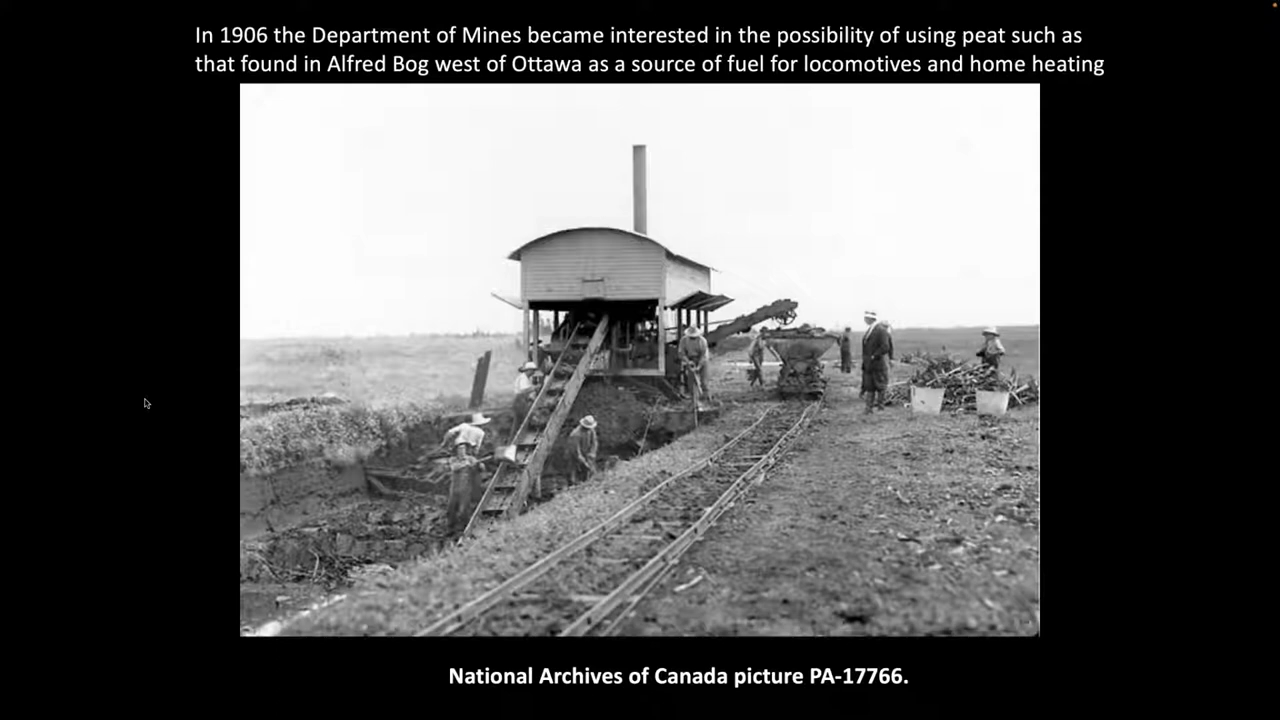 In 1906 the Department of Mines became interested in the possibility of using peat such as
that found in Alfred Bog west of Ottawa as a source of fuel for locomotives and home heating
National Archives of Canada picture PA-17766.